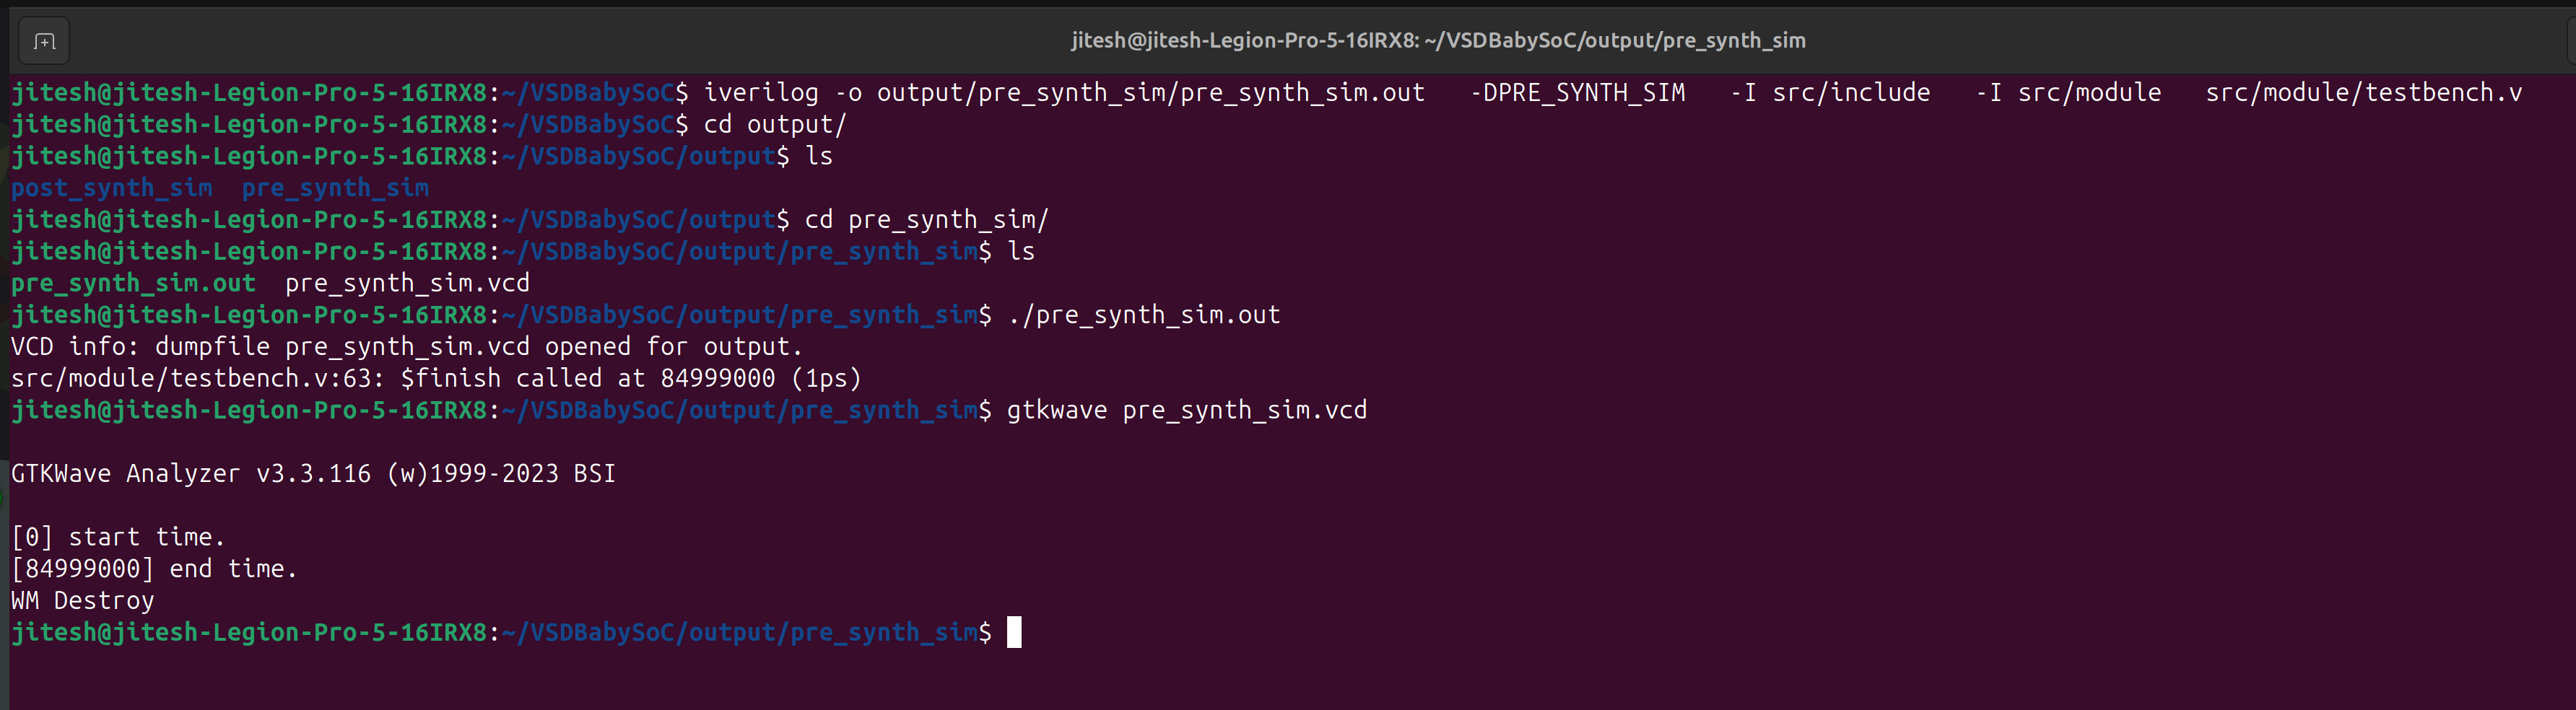 jitesh@jitesh-Legion-Pro-5-16IRX8: ~/VSDBabySoC/output/pre_synth_sim
jitesh@jitesh-Legion-Pro-5-16IRX8:~/VSDBabySoC$ iverilog -o output/pre_synth_sim/pre_synth_sim.out   -DPRE_SYNTH_SIM   -I src/include   -I src/module   src/module/testbench.v
jitesh@jitesh-Legion-Pro-5-16IRX8:~/VSDBabySoC$ cd output/
jitesh@jitesh-Legion-Pro-5-16IRX8:~/VSDBabySoC/output$ ls
post_synth_sim  pre_synth_sim
jitesh@jitesh-Legion-Pro-5-16IRX8:~/VSDBabySoC/output$ cd pre_synth_sim/
jitesh@jitesh-Legion-Pro-5-16IRX8:~/VSDBabySoC/output/pre_synth_sim$ ls
pre_synth_sim.out  pre_synth_sim.vcd
jitesh@jitesh-Legion-Pro-5-16IRX8:~/VSDBabySoC/output/pre_synth_sim$ ./pre_synth_sim.out
VCD info: dumpfile pre_synth_sim.vcd opened for output.
src/module/testbench.v:63: $finish called at 84999000 (1ps)
jitesh@jitesh-Legion-Pro-5-16IRX8:~/VSDBabySoC/output/pre_synth_sim$ gtkwave pre_synth_sim.vcd
GTKWave Analyzer v3.3.116 (w)1999-2023 BSI
[0] start time.
[84999000] end time.
WM Destroy
jitesh@jitesh-Legion-Pro-5-16IRX8:~/VSDBabySoC/output/pre_synth_sim$